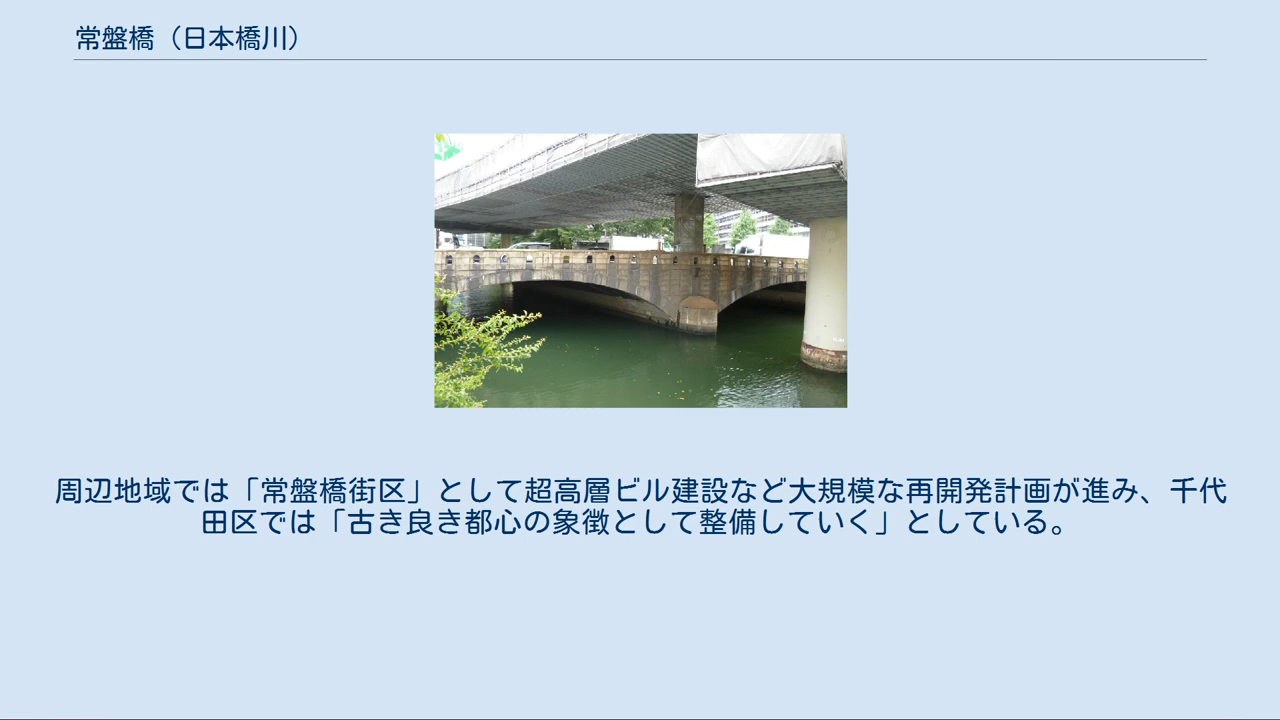 常盤橋（日本橋川）
周辺地域では「常盤橋街区」として超高層ビル建設など大規模な再開発計画が進み、千代
田区では「古き良き都心の象徴として整備していく」としている。